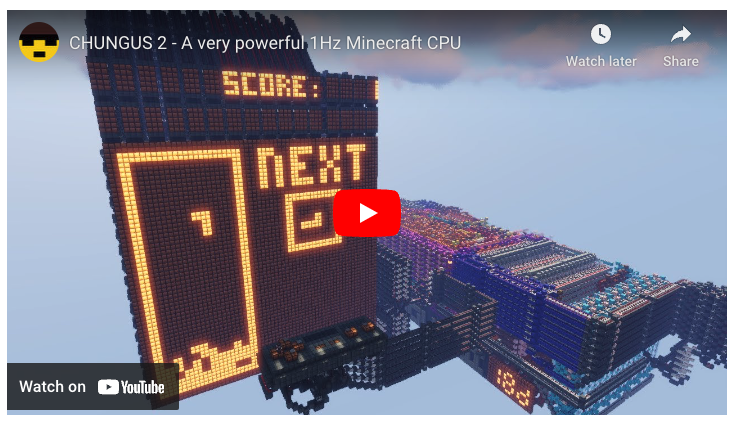 CHUNGUS 2 - A very powerful 1Hz Minecraft CPU
Watch later
Share
SCORE:
NEXT
Watch on YouTube